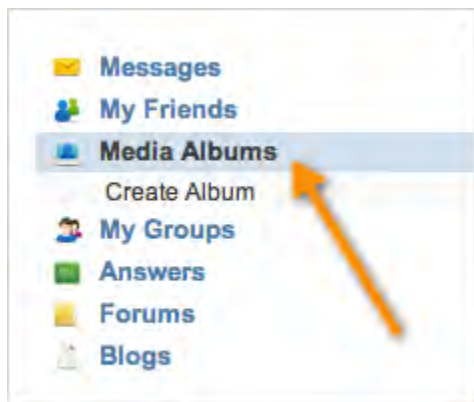 Messages
My Friends
Media Albums
Create Album
My Groups
Answers
Forums
Blogs